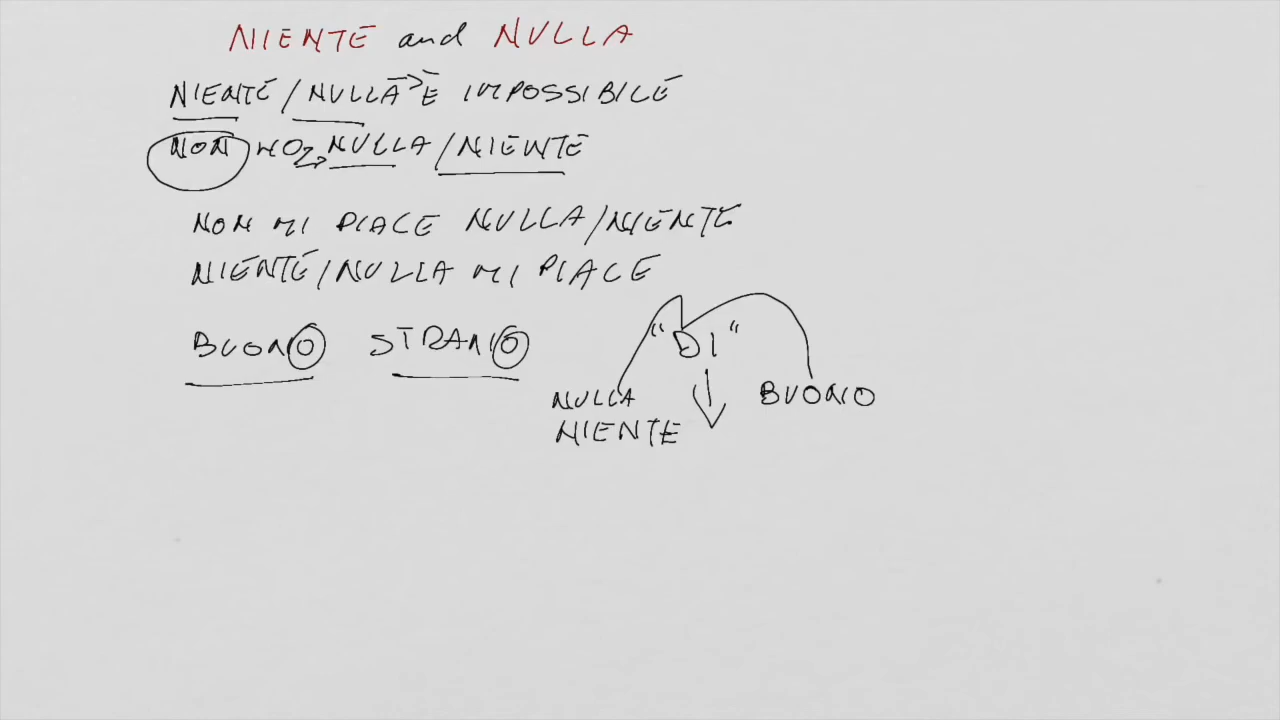 NIENTE and NULLA
NIENTE/NULLA È IMPOSSIBILE
NON HO NULLA/NIENTE
NON MI PIACE NULLA/NIENTE
NIENTE/NULLA MI PIACE
BUONO STRANO "DI"
NULLA BUONO
NIENTE